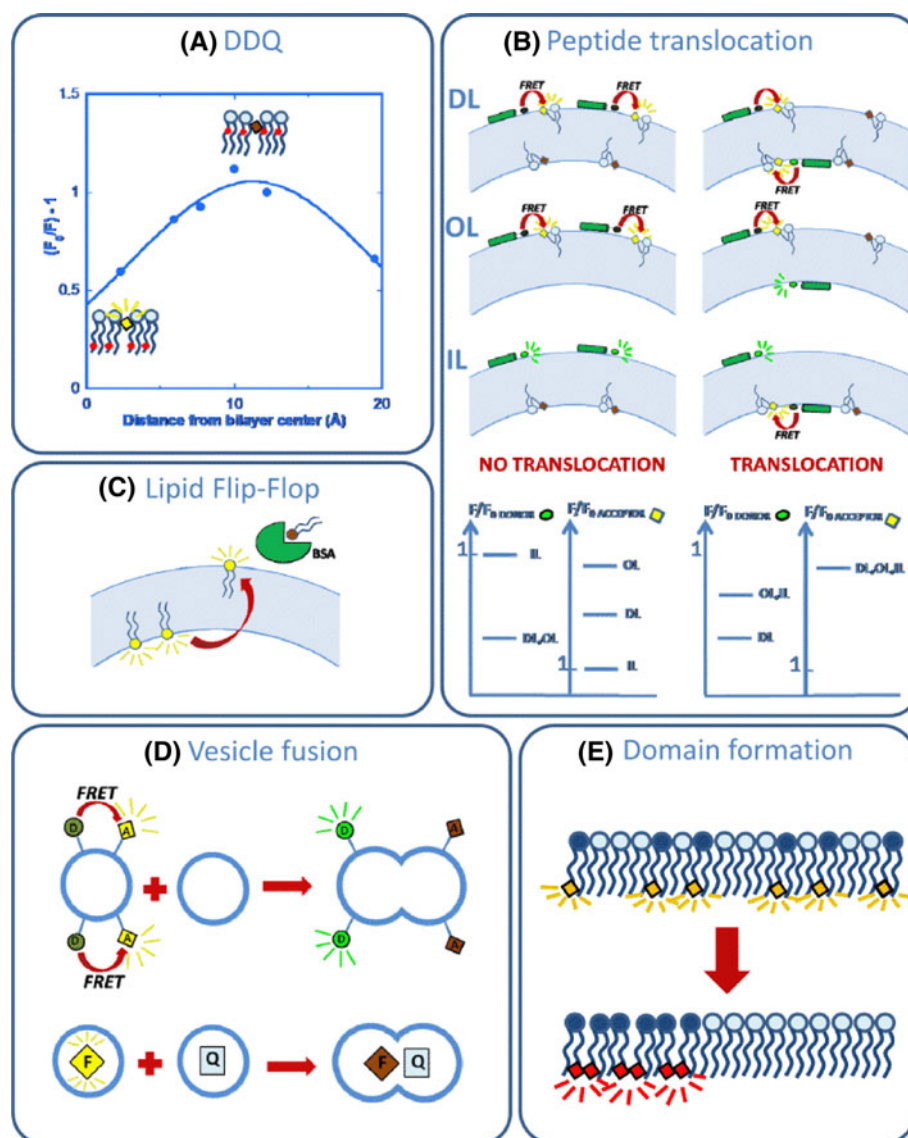 (A) DDQ
1.5
1
0.5
0
(F₀/F) - 1
0
10
20
Distance from bilayer center (Å)
(B) Peptide translocation
DL
FRET
FRET
FRET
FRET
OL
FRET
FRET
FRET
IL
FRET
NO TRANSLOCATION
TRANSLOCATION
F/F₀ DONOR
1
IL
DL,OL
F/F₀ ACCEPTOR
OL
DL
1
IL
F/F₀ DONOR
1
OL,IL
DL
F/F₀ ACCEPTOR
DL,OL,IL
1
(C) Lipid Flip-Flop
BSA
(D) Vesicle fusion
FRET
D
A
D
A
FRET
D
A
D
A
F
Q
F
Q
(E) Domain formation